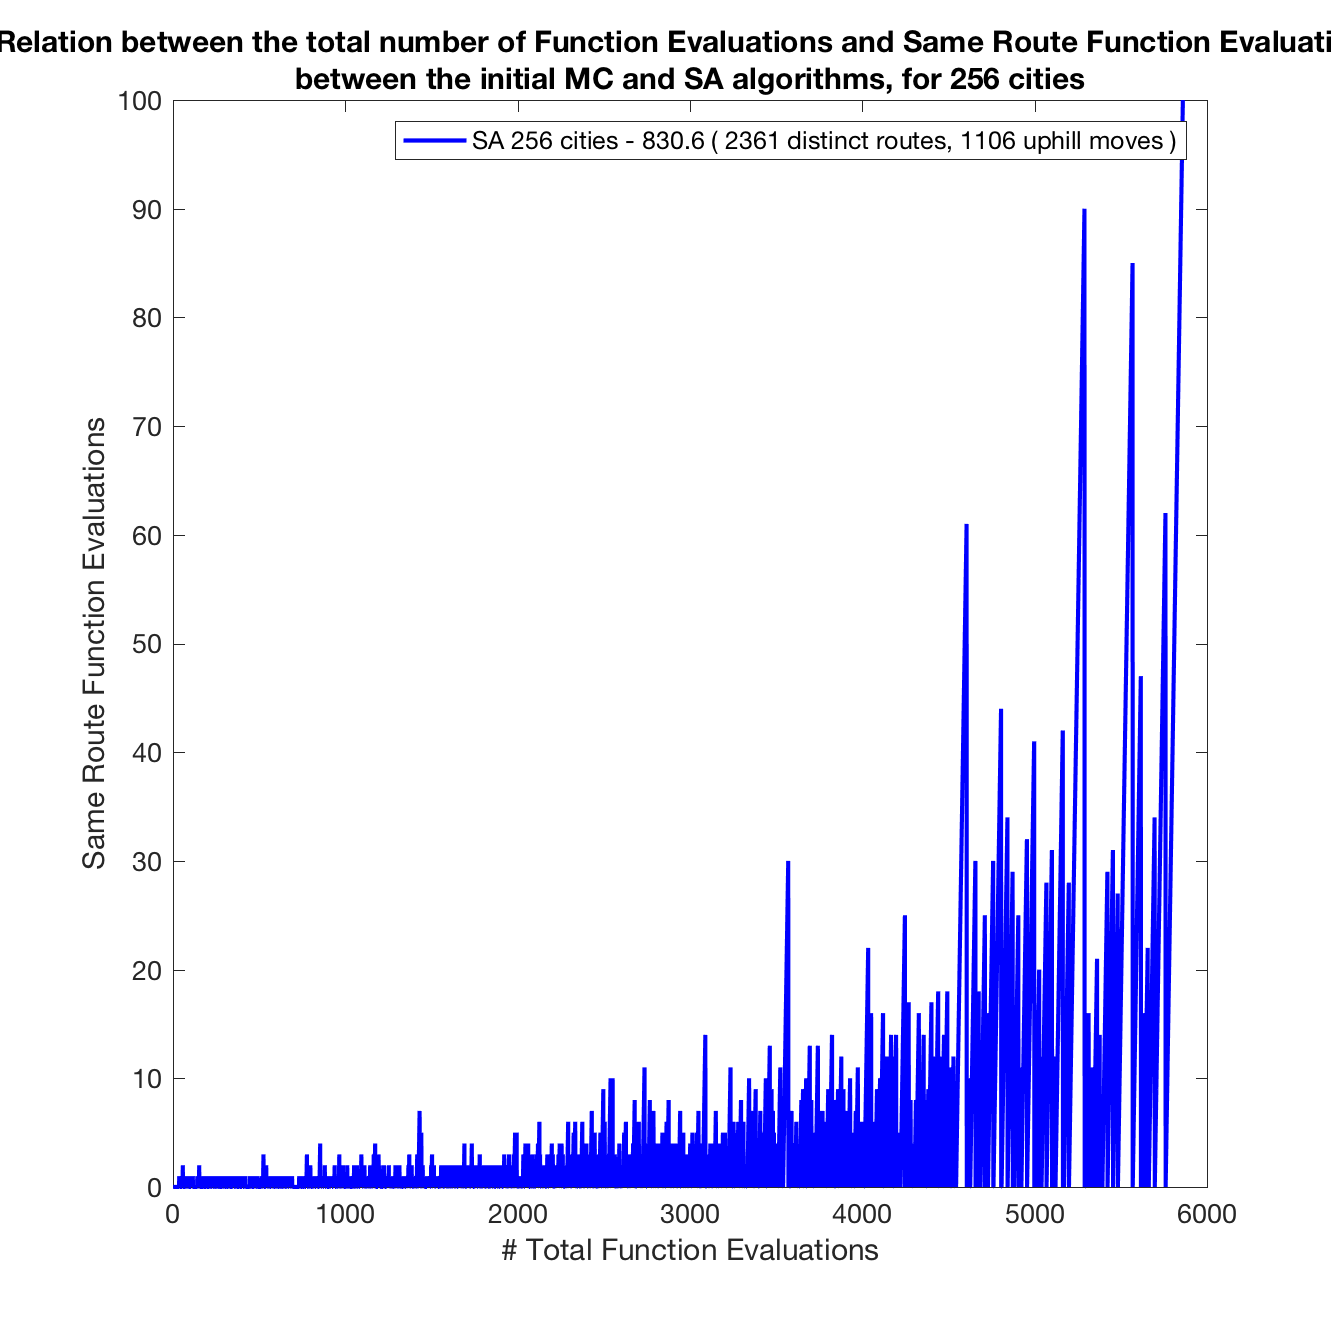 Relation between the total number of Function Evaluations and Same Route Function Evaluati
between the initial MC and SA algorithms, for 256 cities
SA 256 cities - 830.6 ( 2361 distinct routes, 1106 uphill moves )
100
90
80
70
60
50
40
30
20
10
0
Same Route Function Evaluations
0 1000 2000 3000 4000 5000 6000
# Total Function Evaluations